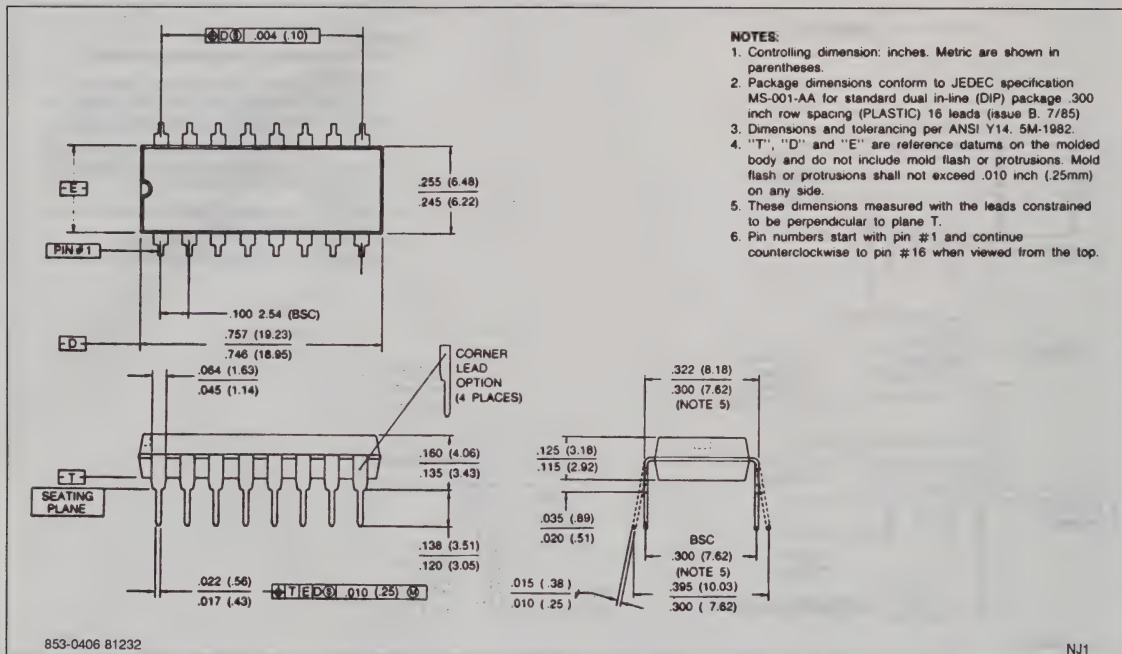 ⌖ D Ⓢ .004 (.10)
-E-
PIN #1
.255 (6.48)
.245 (6.22)
.100 2.54 (BSC)
-D-
.757 (19.23)
.746 (18.95)
.064 (1.63)
.045 (1.14)
CORNER
LEAD
OPTION
(4 PLACES)
-T-
SEATING
PLANE
.160 (4.06)
.135 (3.43)
.138 (3.51)
.120 (3.05)
.022 (.56)
.017 (.43)
⌖ T E D Ⓢ .010 (.25) Ⓜ
NOTES:
1. Controlling dimension: inches. Metric are shown in
parentheses.
2. Package dimensions conform to JEDEC specification
MS-001-AA for standard dual in-line (DIP) package .300
inch row spacing (PLASTIC) 16 leads (issue B. 7/85)
3. Dimensions and tolerancing per ANSI Y14. 5M-1982.
4. "T", "D" and "E" are reference datums on the molded
body and do not include mold flash or protrusions. Mold
flash or protrusions shall not exceed .010 inch (.25mm)
on any side.
5. These dimensions measured with the leads constrained
to be perpendicular to plane T.
6. Pin numbers start with pin #1 and continue
counterclockwise to pin #16 when viewed from the top.
.322 (8.18)
.300 (7.62)
(NOTE 5)
.125 (3.18)
.115 (2.92)
.035 (.89)
.020 (.51)
BSC
.300 (7.62)
(NOTE 5)
.395 (10.03)
.300 ( 7.62)
.015 ( .38 )
.010 ( .25 )
853-0406 81232
NJ1